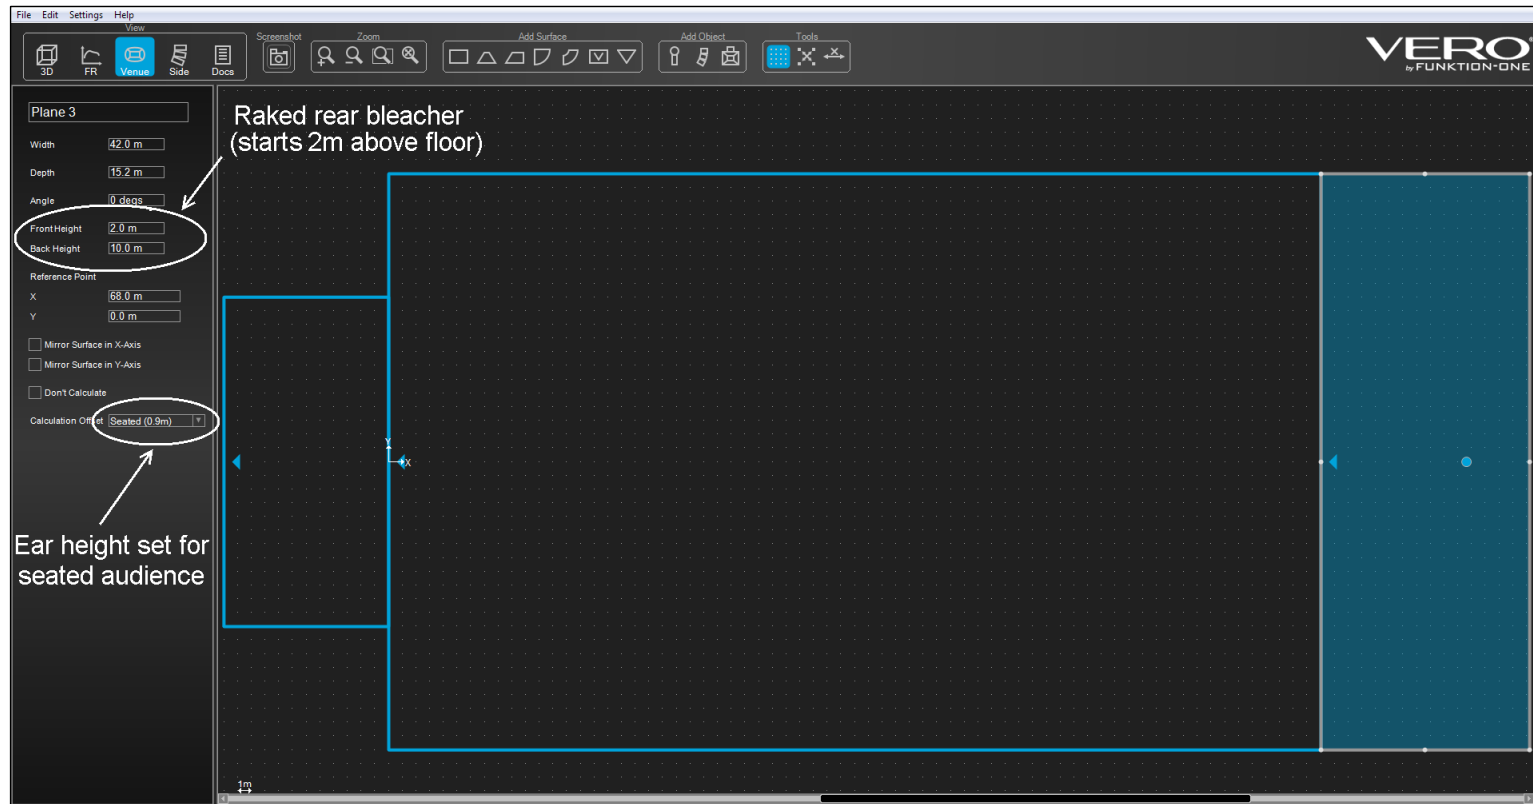 File Edit Settings Help
View
Screenshot
Zoom
Add Surface
Add Object
Tools
3D FR Venue Side Docs
VERO
by FUNKTION-ONE
Plane 3
Raked rear bleacher
(starts 2m above floor)
Width 42.0 m
Depth 15.2 m
Angle 0 degs
Front Height 2.0 m
Back Height 10.0 m
Reference Point
X 68.0 m
Y 0.0 m
Mirror Surface in X-Axis
Mirror Surface in Y-Axis
Don't Calculate
Calculation Offset Seated (0.9m)
Y
X
Ear height set for
seated audience
1m